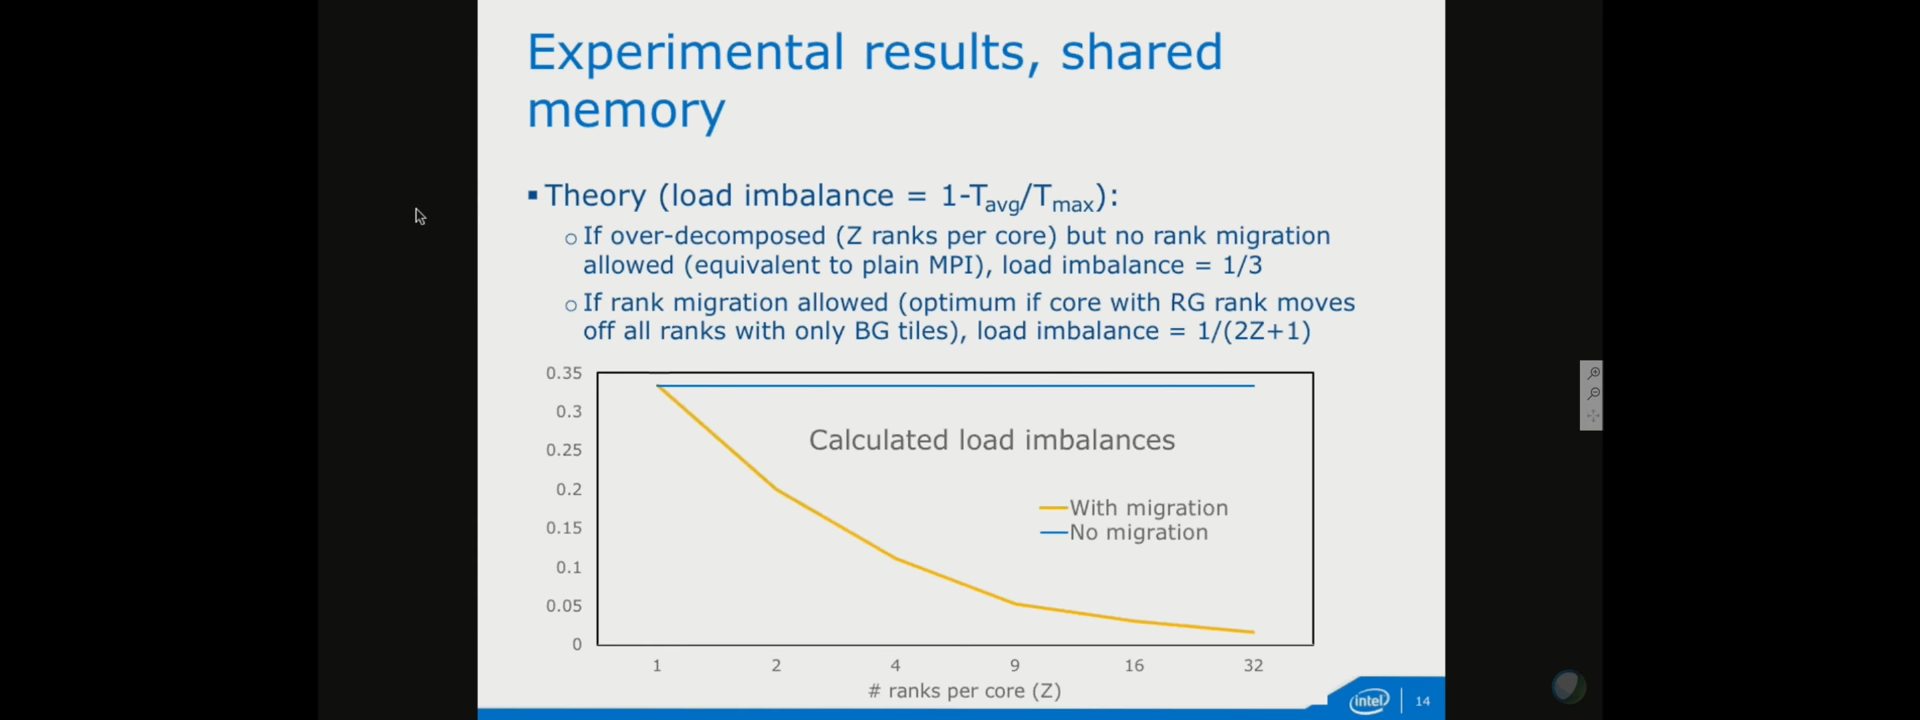 Experimental results, shared
memory
▪ Theory (load imbalance = 1-Tavg/Tmax):
o If over-decomposed (Z ranks per core) but no rank migration
allowed (equivalent to plain MPI), load imbalance = 1/3
o If rank migration allowed (optimum if core with RG rank moves
off all ranks with only BG tiles), load imbalance = 1/(2Z+1)
0.35
0.3
0.25
0.2
0.15
0.1
0.05
0
Calculated load imbalances
With migration
No migration
1 2 4 9 16 32
# ranks per core (Z)
intel 14